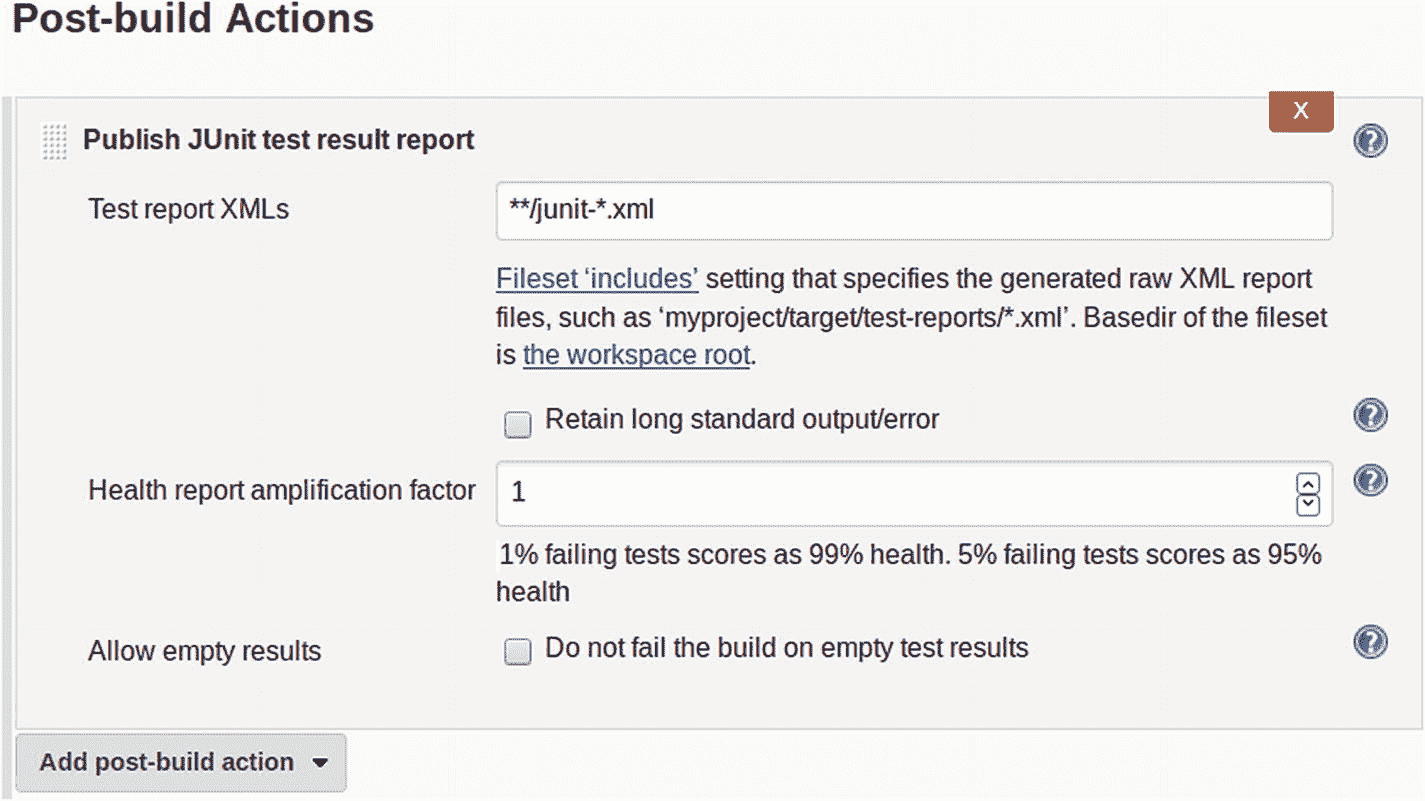 Post-build Actions
X
Publish JUnit test result report
?
Test report XMLs
**/junit-*.xml
Fileset ‘includes’ setting that specifies the generated raw XML report
files, such as ‘myproject/target/test-reports/*.xml’. Basedir of the fileset
is the workspace root.
Retain long standard output/error
?
Health report amplification factor
1
?
1% failing tests scores as 99% health. 5% failing tests scores as 95%
health
Allow empty results
Do not fail the build on empty test results
?
Add post-build action